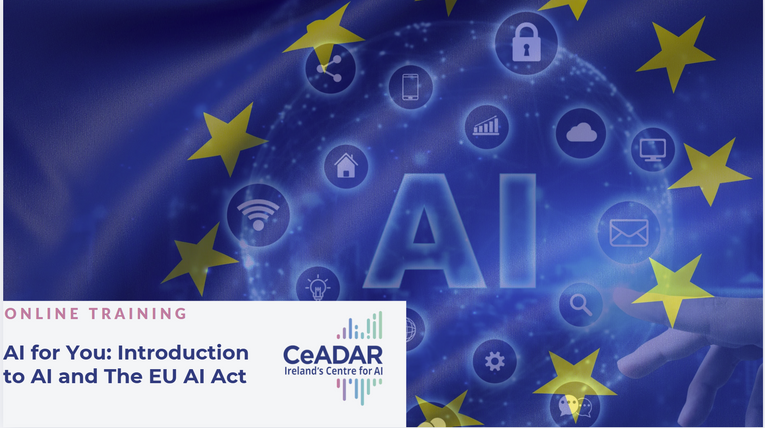 AI
ONLINE TRAINING
AI for You: Introduction
to AI and The EU AI Act
CeADAR
Ireland's Centre for AI